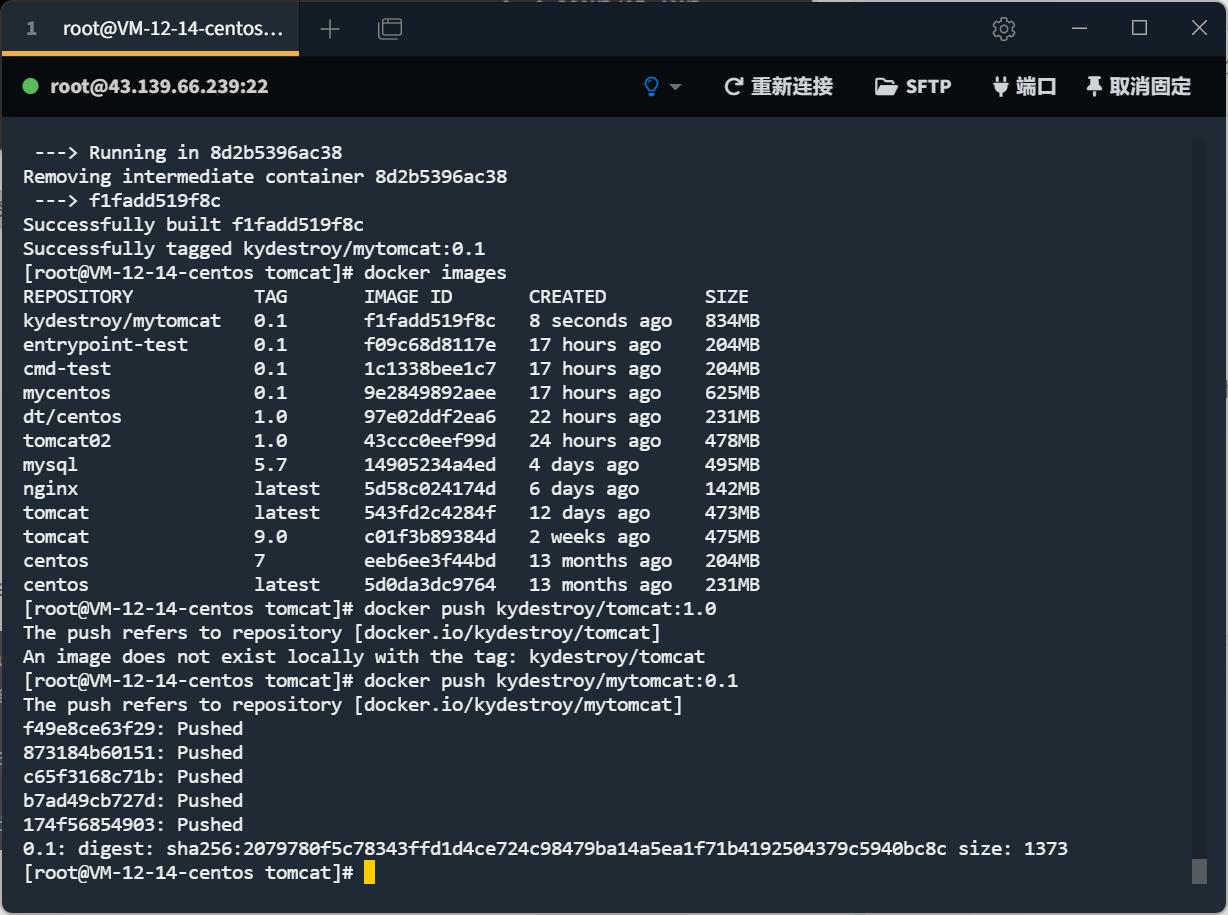 1 root@VM-12-14-centos...
root@43.139.66.239:22 重新连接 SFTP 端口 取消固定
---> Running in 8d2b5396ac38
Removing intermediate container 8d2b5396ac38
---> f1fadd519f8c
Successfully built f1fadd519f8c
Successfully tagged kydestroy/mytomcat:0.1
[root@VM-12-14-centos tomcat]# docker images
REPOSITORY TAG IMAGE ID CREATED SIZE
kydestroy/mytomcat 0.1 f1fadd519f8c 8 seconds ago 834MB
entrypoint-test 0.1 f09c68d8117e 17 hours ago 204MB
cmd-test 0.1 1c1338bee1c7 17 hours ago 204MB
mycentos 0.1 9e2849892aee 17 hours ago 625MB
dt/centos 1.0 97e02ddf2ea6 22 hours ago 231MB
tomcat02 1.0 43ccc0eef99d 24 hours ago 478MB
mysql 5.7 14905234a4ed 4 days ago 495MB
nginx latest 5d58c024174d 6 days ago 142MB
tomcat latest 543fd2c4284f 12 days ago 473MB
tomcat 9.0 c01f3b89384d 2 weeks ago 475MB
centos 7 eeb6ee3f44bd 13 months ago 204MB
centos latest 5d0da3dc9764 13 months ago 231MB
[root@VM-12-14-centos tomcat]# docker push kydestroy/tomcat:1.0
The push refers to repository [docker.io/kydestroy/tomcat]
An image does not exist locally with the tag: kydestroy/tomcat
[root@VM-12-14-centos tomcat]# docker push kydestroy/mytomcat:0.1
The push refers to repository [docker.io/kydestroy/mytomcat]
f49e8ce63f29: Pushed
873184b60151: Pushed
c65f3168c71b: Pushed
b7ad49cb727d: Pushed
174f56854903: Pushed
0.1: digest: sha256:2079780f5c78343ffd1d4ce724c98479ba14a5ea1f71b4192504379c5940bc8c size: 1373
[root@VM-12-14-centos tomcat]#